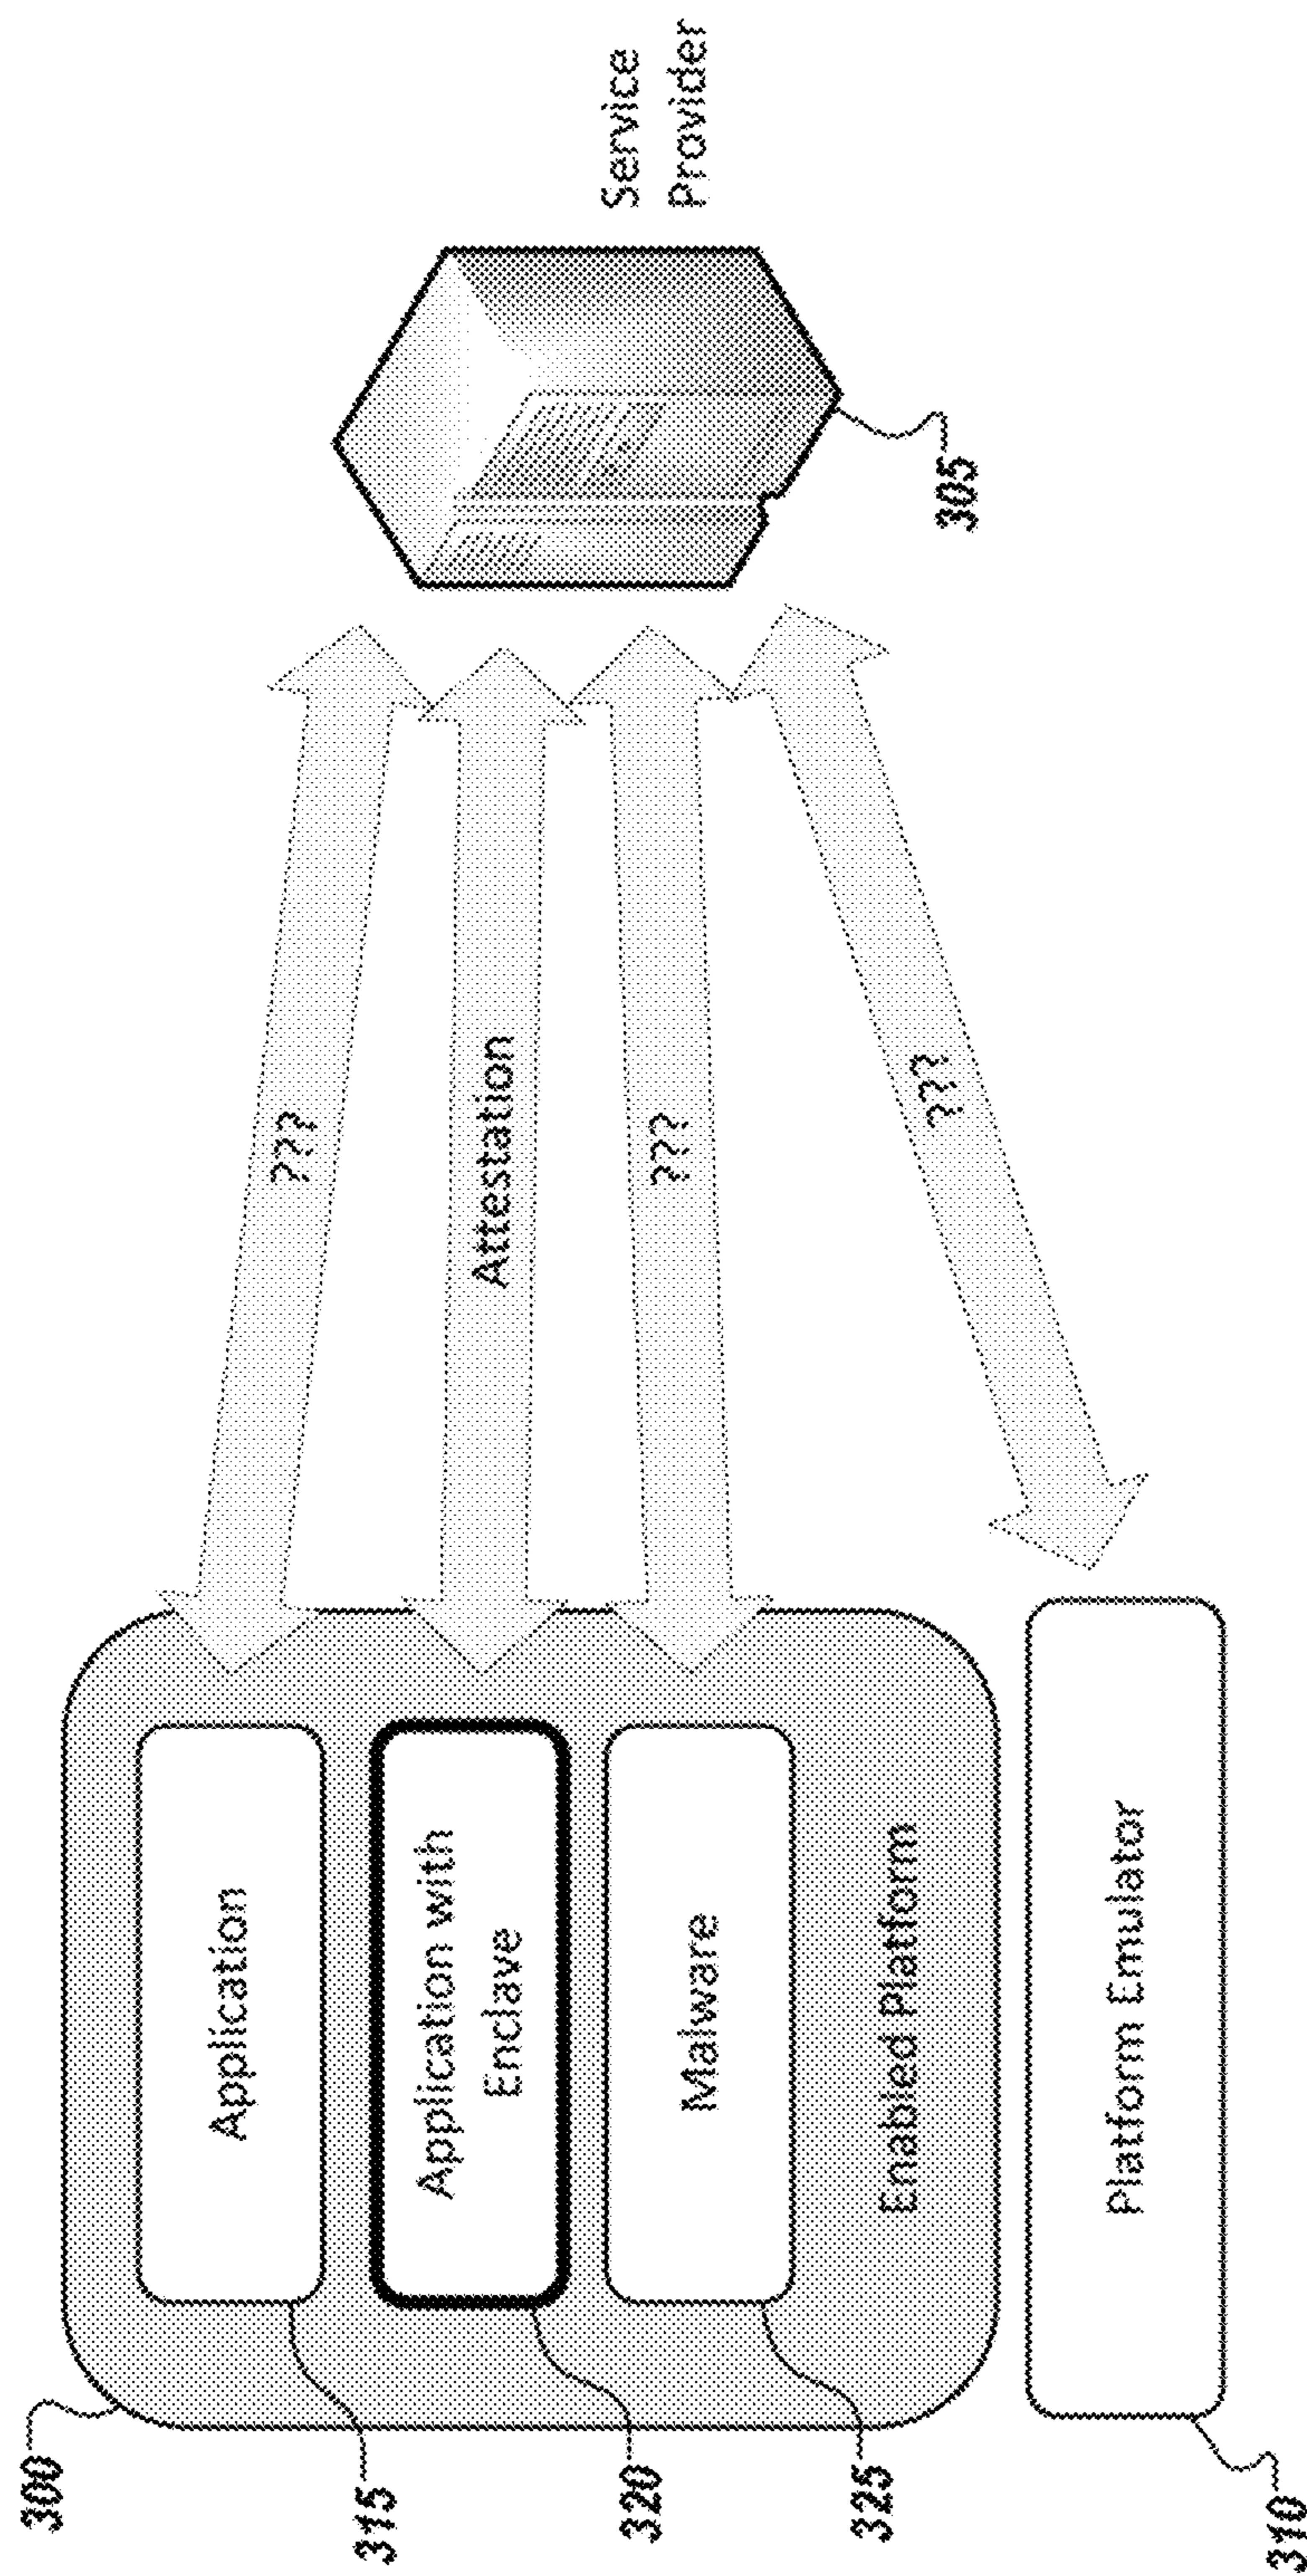 300
Application
315
Application with
Enclave
320
Malware
325
Enabled Platform
Platform Emulator
310
???
Attestation
???
???
Service
Provider
305